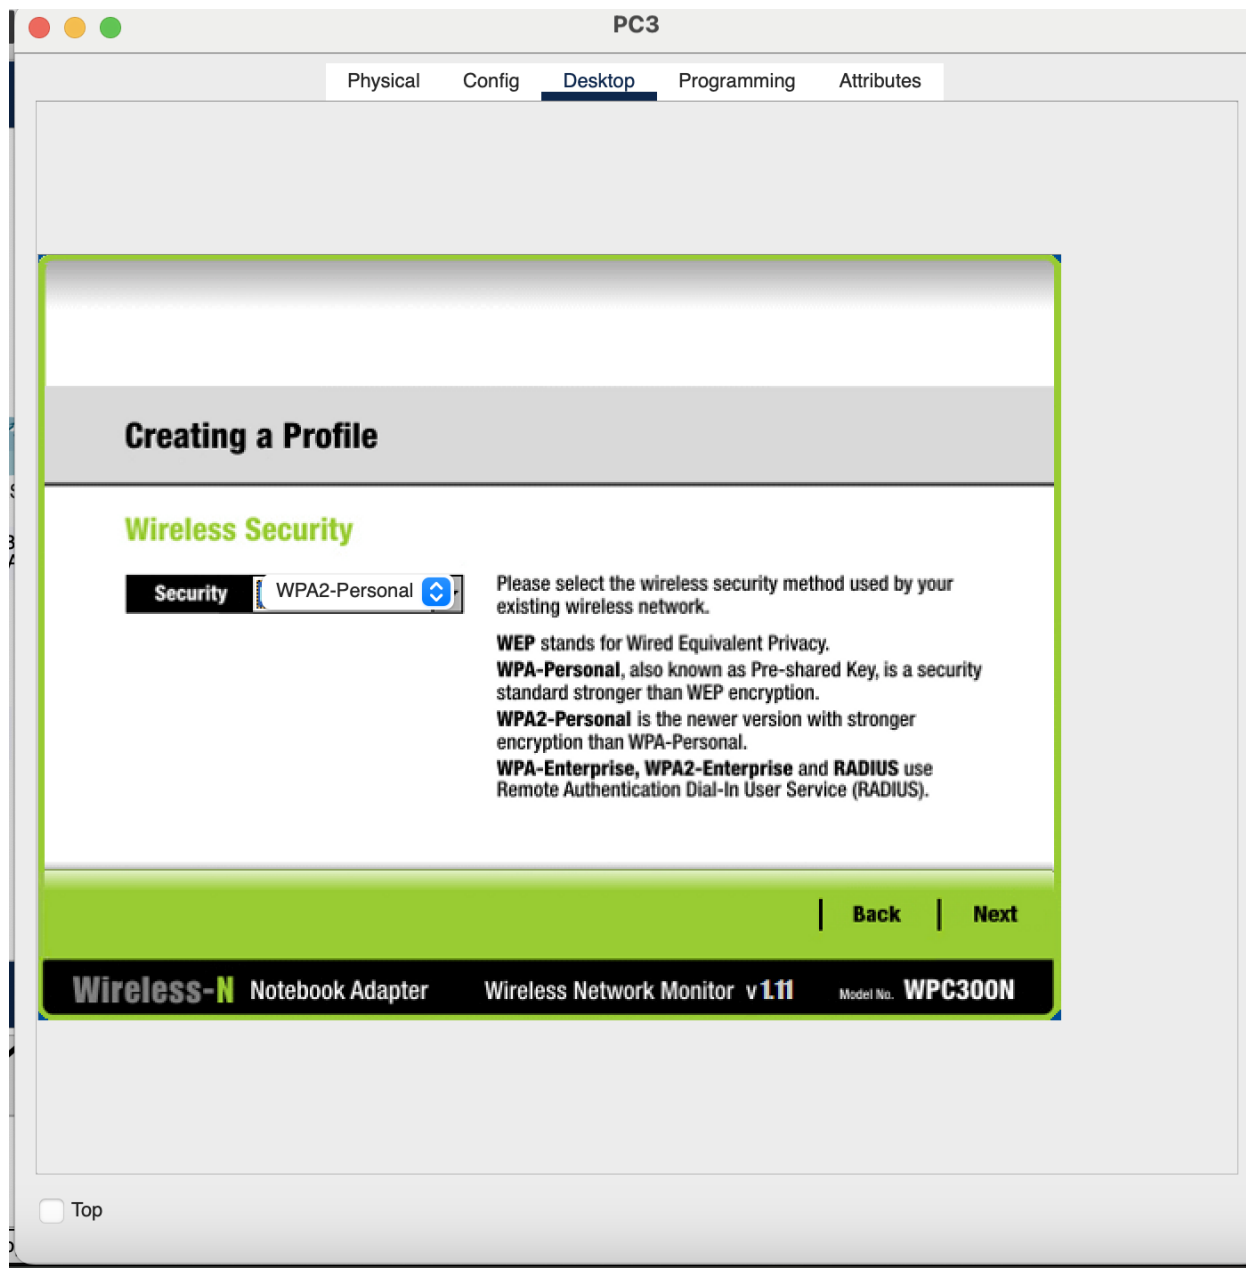 PC3
Physical Config Desktop Programming Attributes
Creating a Profile
Wireless Security
Security WPA2-Personal
Please select the wireless security method used by your
existing wireless network.
WEP stands for Wired Equivalent Privacy.
WPA-Personal, also known as Pre-shared Key, is a security
standard stronger than WEP encryption.
WPA2-Personal is the newer version with stronger
encryption than WPA-Personal.
WPA-Enterprise, WPA2-Enterprise and RADIUS use
Remote Authentication Dial-In User Service (RADIUS).
Back Next
Wireless-N Notebook Adapter Wireless Network Monitor v1.11 Model No. WPC300N
Top